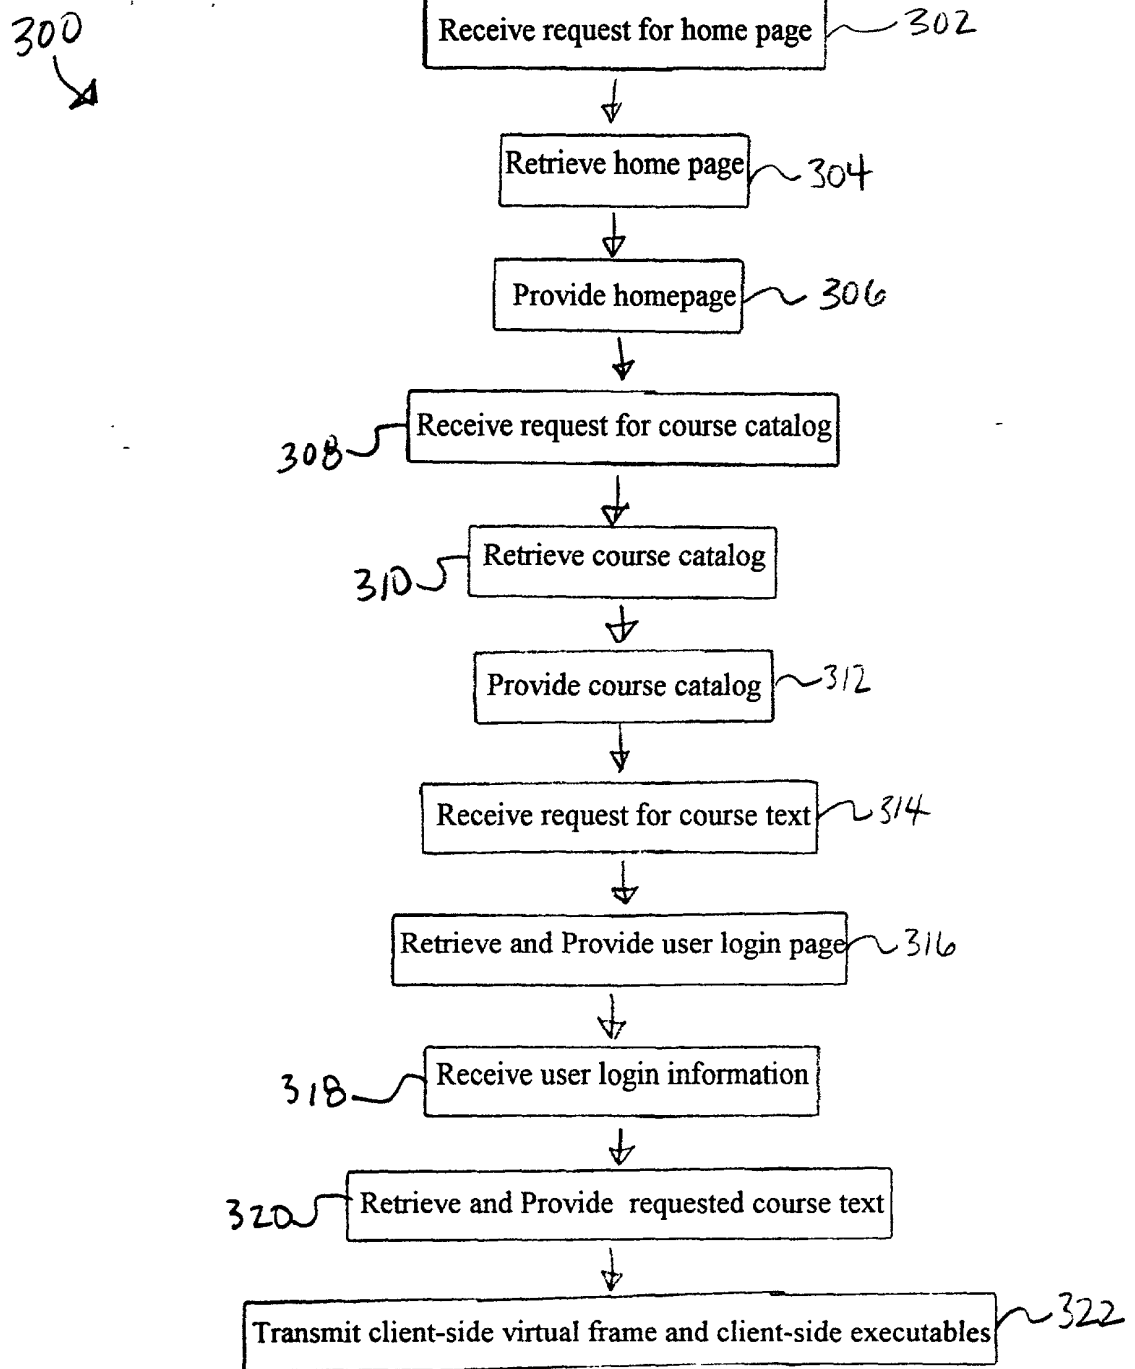 300
Receive request for home page 302
Retrieve home page 304
Provide homepage 306
308 Receive request for course catalog
310 Retrieve course catalog
Provide course catalog 312
Receive request for course text 314
Retrieve and Provide user login page 316
318 Receive user login information
320 Retrieve and Provide requested course text
Transmit client-side virtual frame and client-side executables 322